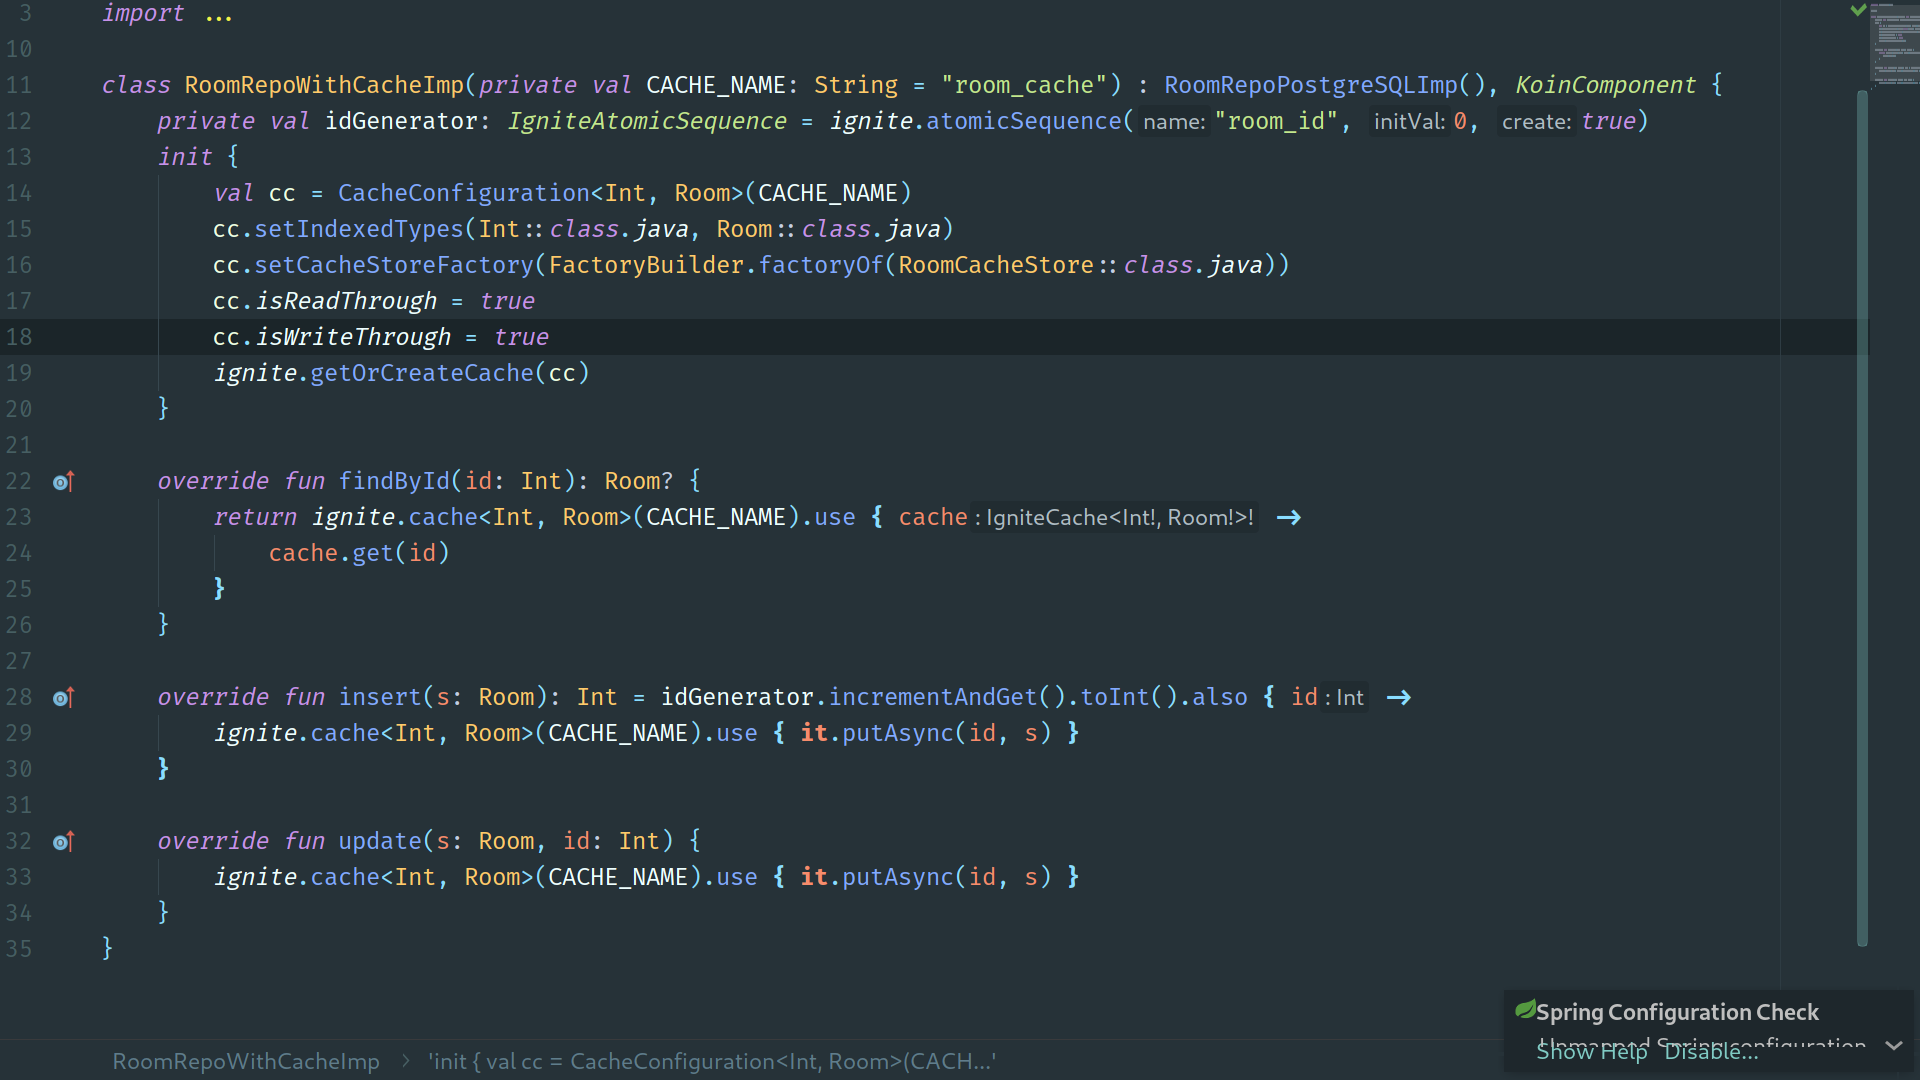 3 import ...
10
11 class RoomRepoWithCacheImp(private val CACHE_NAME: String = "room_cache") : RoomRepoPostgreSQLImp(), KoinComponent {
12 private val idGenerator: IgniteAtomicSequence = ignite.atomicSequence( name: "room_id", initVal: 0, create: true)
13 init {
14 val cc = CacheConfiguration<Int, Room>(CACHE_NAME)
15 cc.setIndexedTypes(Int::class.java, Room::class.java)
16 cc.setCacheStoreFactory(FactoryBuilder.factoryOf(RoomCacheStore::class.java))
17 cc.isReadThrough = true
18 cc.isWriteThrough = true
19 ignite.getOrCreateCache(cc)
20 }
21
22 override fun findById(id: Int): Room? {
23 return ignite.cache<Int, Room>(CACHE_NAME).use { cache : IgniteCache<Int!, Room!>! →
24 cache.get(id)
25 }
26 }
27
28 override fun insert(s: Room): Int = idGenerator.incrementAndGet().toInt().also { id : Int →
29 ignite.cache<Int, Room>(CACHE_NAME).use { it.putAsync(id, s) }
30 }
31
32 override fun update(s: Room, id: Int) {
33 ignite.cache<Int, Room>(CACHE_NAME).use { it.putAsync(id, s) }
34 }
35 }
Spring Configuration Check
Unmapped Spring configuration
Show Help Disable...
RoomRepoWithCacheImp > 'init { val cc = CacheConfiguration<Int, Room>(CACH...'